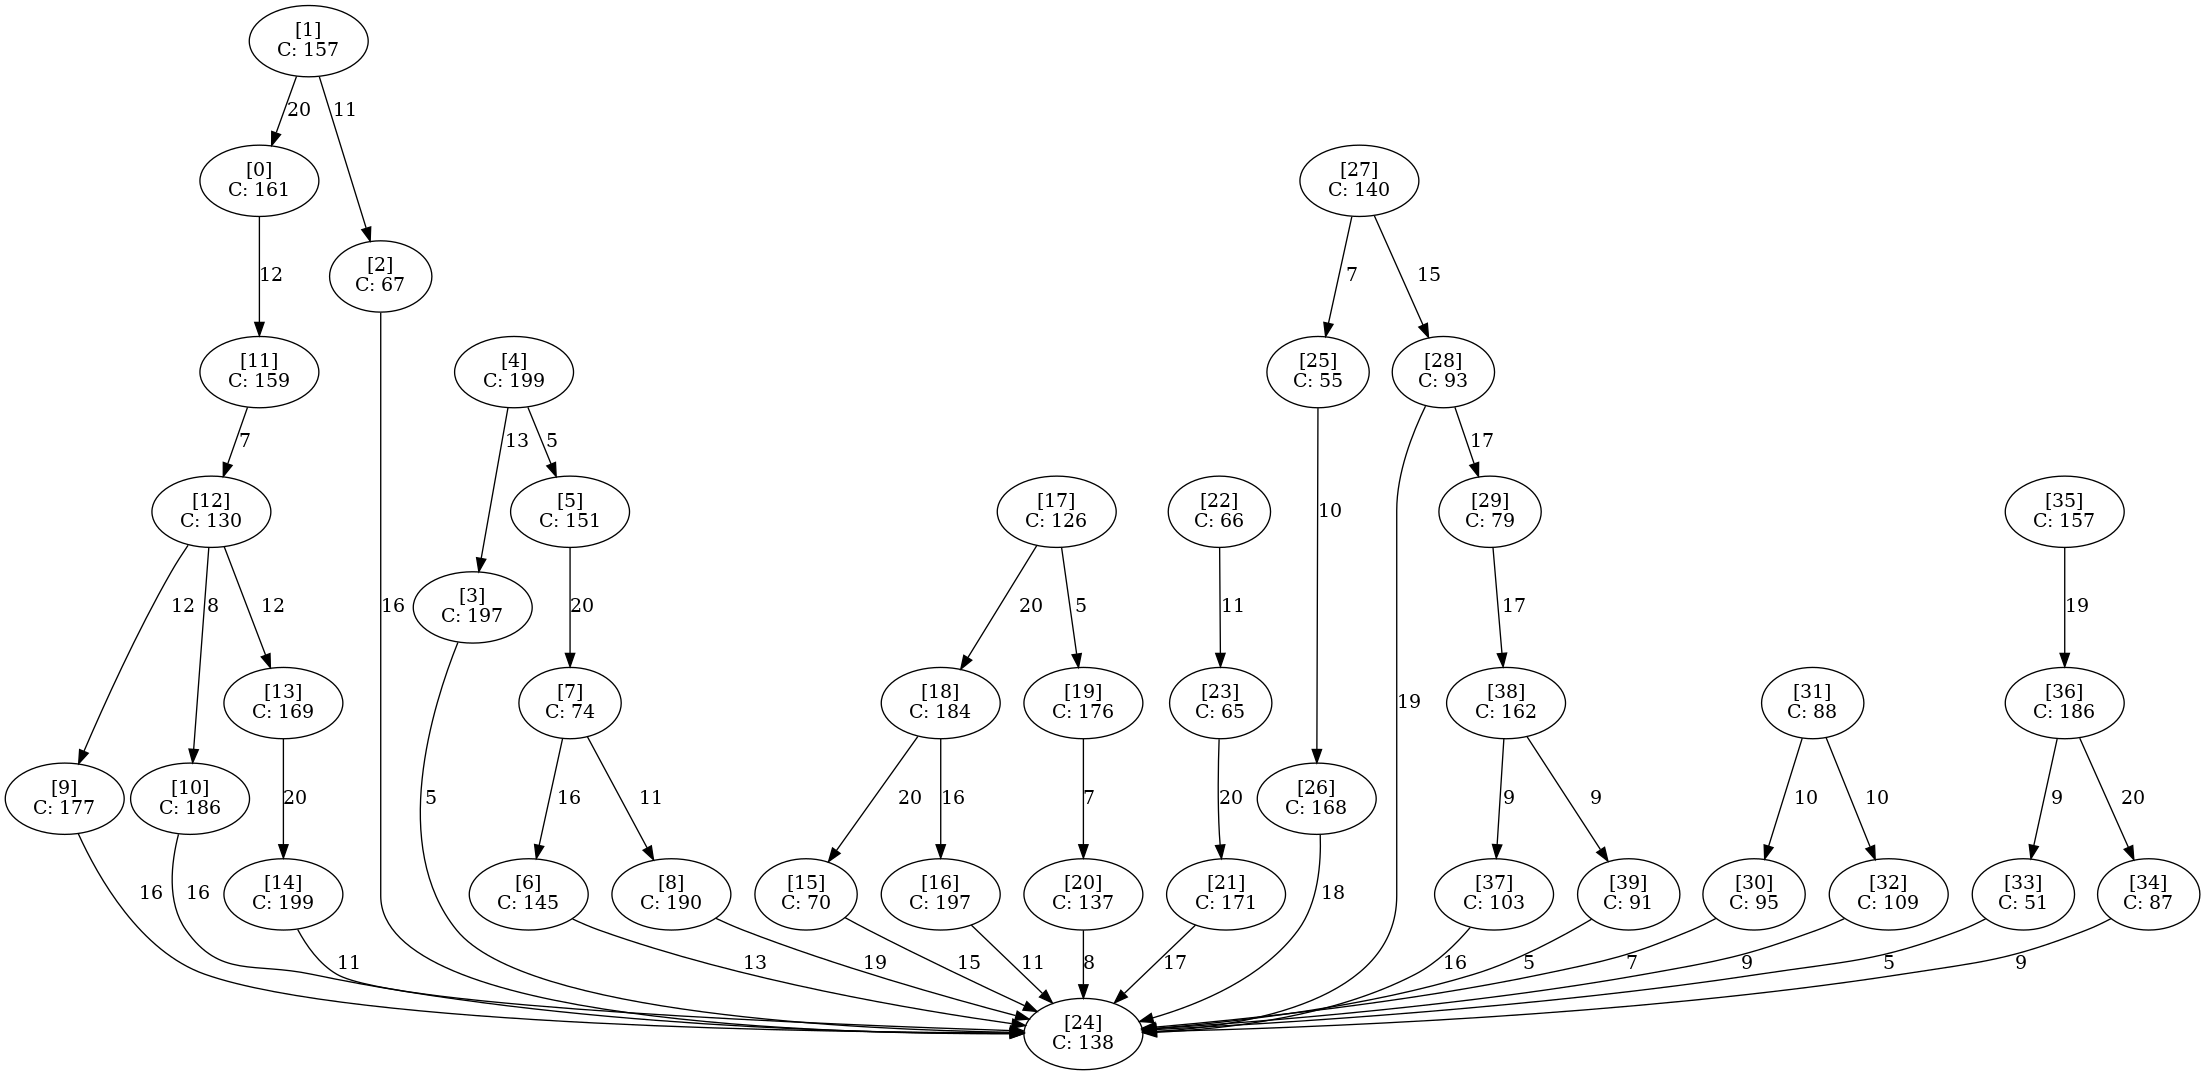 [1]
C: 157
20
11
[0]
C: 161
[27]
C: 140
12
[2]
C: 67
7
15
[11]
C: 159
[4]
C: 199
[25]
C: 55
[28]
C: 93
7
13
5
17
[12]
C: 130
[5]
C: 151
[17]
C: 126
[22]
C: 66
10
[29]
C: 79
[35]
C: 157
12
8
12
16
[3]
C: 197
20
20
5
11
17
19
[13]
C: 169
[7]
C: 74
[18]
C: 184
[19]
C: 176
[23]
C: 65
19
[38]
C: 162
[31]
C: 88
[36]
C: 186
[9]
C: 177
[10]
C: 186
20
5
16
11
20
16
7
20
[26]
C: 168
9
9
10
10
9
20
16
16
[14]
C: 199
[6]
C: 145
[8]
C: 190
[15]
C: 70
[16]
C: 197
[20]
C: 137
[21]
C: 171
18
[37]
C: 103
[39]
C: 91
[30]
C: 95
[32]
C: 109
[33]
C: 51
[34]
C: 87
11
13
19
15
11
8
17
16
5
7
9
5
9
[24]
C: 138